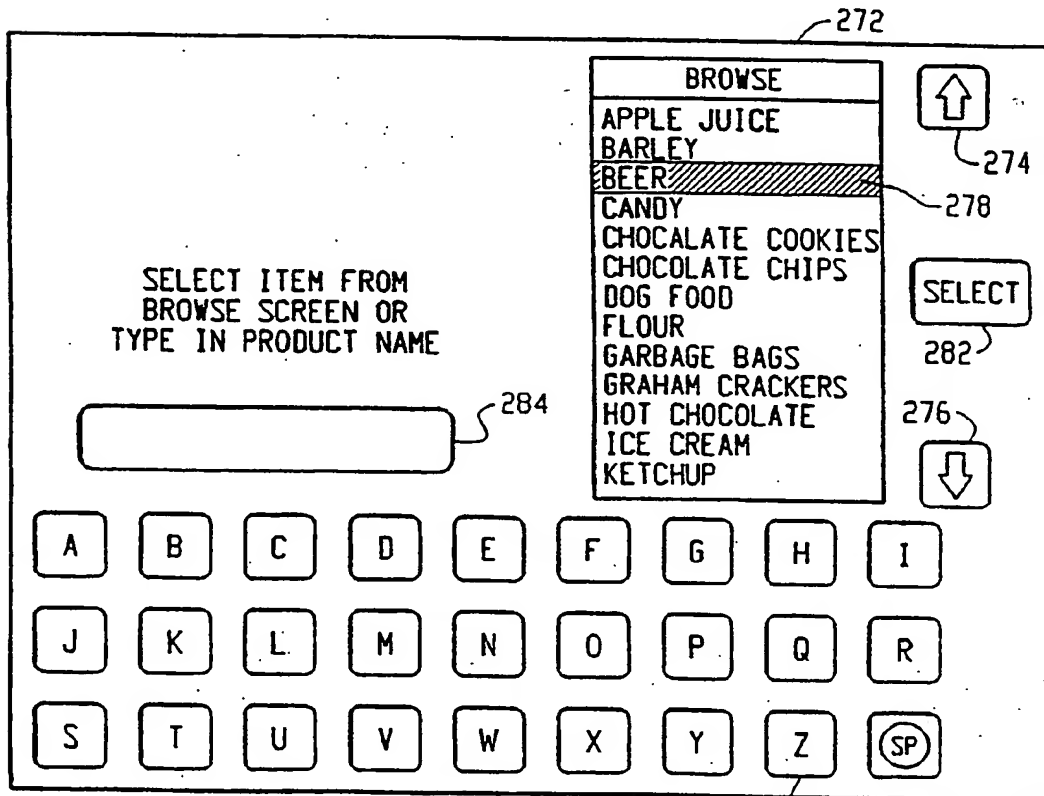 272
BROWSE
APPLE JUICE
BARLEY
BEER
CANDY
CHOCALATE COOKIES
CHOCOLATE CHIPS
DOG FOOD
FLOUR
GARBAGE BAGS
GRAHAM CRACKERS
HOT CHOCOLATE
ICE CREAM
KETCHUP
274
278
SELECT
282
276
SELECT ITEM FROM
BROWSE SCREEN OR
TYPE IN PRODUCT NAME
284
A B C D E F G H I
J K L M N O P Q R
S T U V W X Y Z SP